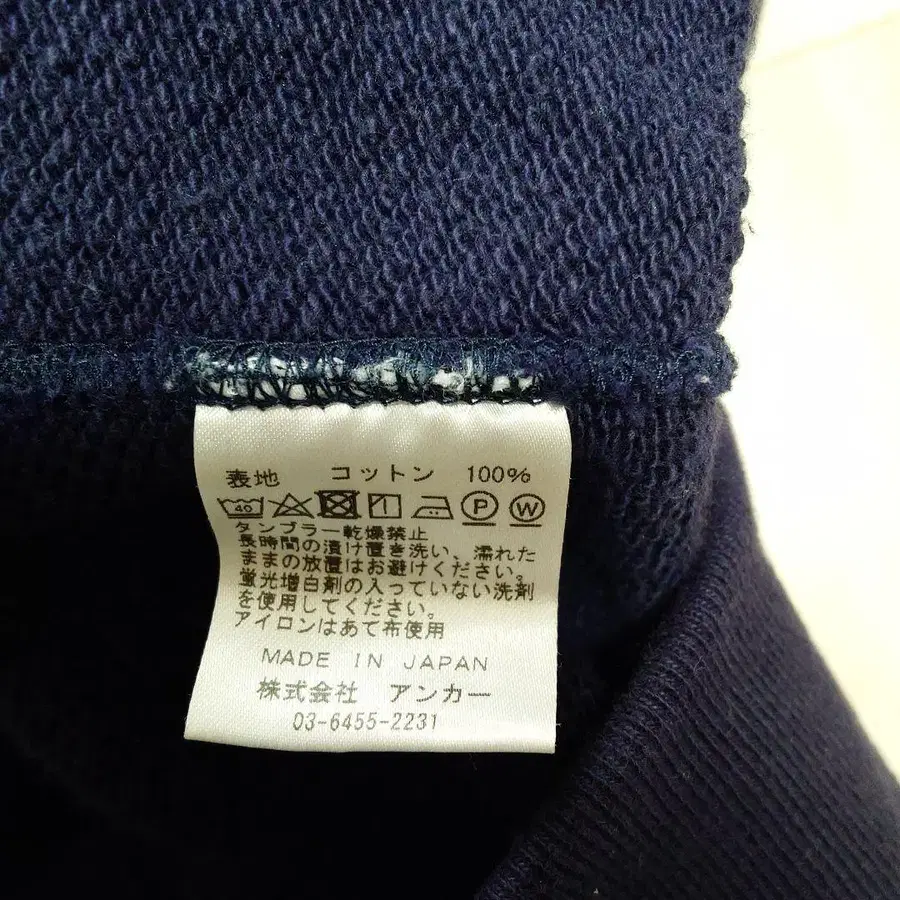 表地 コットン 100%
40 P W
タンブラー乾燥禁止
長時間の漬け置き洗い、濡れた
ままの放置はお避けください。
蛍光増白剤の入っていない洗剤
を使用してください。
アイロンはあて布使用
MADE IN JAPAN
株式会社 アンカー
03-6455-2231